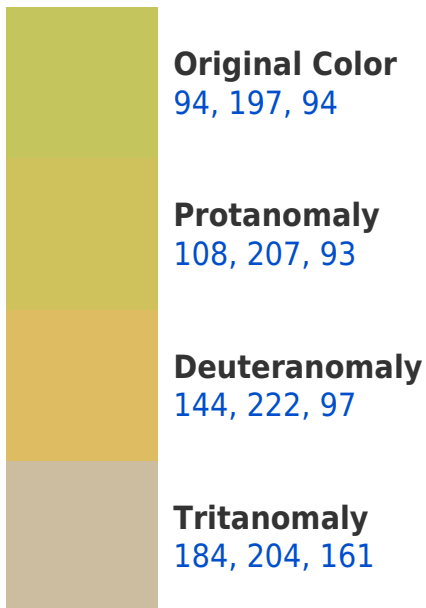 Original Color
94, 197, 94
Protanomaly
108, 207, 93
Deuteranomaly
144, 222, 97
Tritanomaly
184, 204, 161